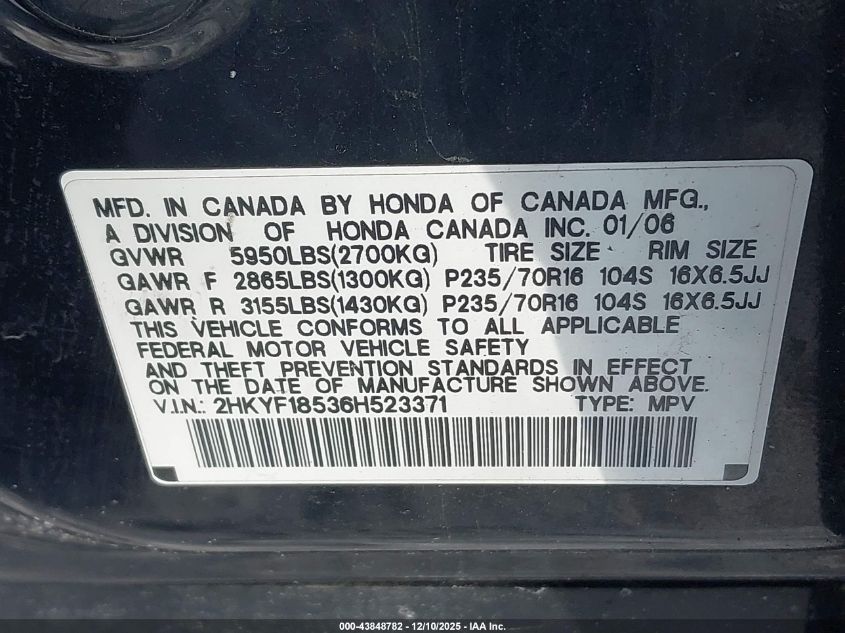 MFD. IN CANADA BY HONDA OF CANADA MFG.,
A DIVISION OF HONDA CANADA INC. 01/06
GVWR 5950LBS(2700KG) TIRE SIZE RIM SIZE
GAWR F 2865LBS(1300KG) P235/70R16 104S 16X6.5JJ
GAWR R 3155LBS(1430KG) P235/70R16 104S 16X6.5JJ
THIS VEHICLE CONFORMS TO ALL APPLICABLE
FEDERAL MOTOR VEHICLE SAFETY
AND THEFT PREVENTION STANDARDS IN EFFECT
ON THE DATE OF MANUFACTURE SHOWN ABOVE.
V.I.N.: 2HKYF18536H523371 TYPE: MPV
000-43848782 - 12/10/2025 - IAA Inc.